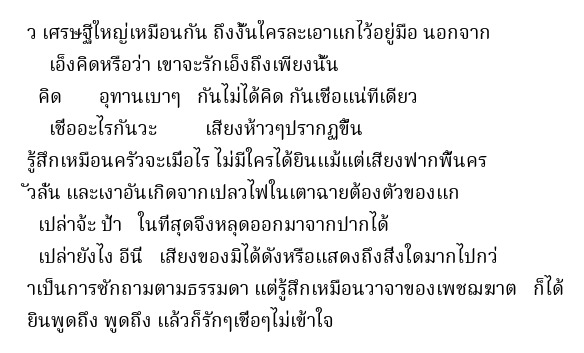 ว เศรษฐีใหญ่เหมือนกัน ถึงงั้นใครละเอาแกไว้อยู่มือ นอกจาก
เอ็งคิดหรือว่า เขาจะรักเอ็งถึงเพียงนั้น
คิด อุทานเบาๆ กันไม่ได้คิด กันเชื่อแน่ทีเดียว
เชื่ออะไรกันวะ เสียงห้าวๆปรากฏขึ้น
รู้สึกเหมือนครัวจะเมื่อไร ไม่มีใครได้ยินแม้แต่เสียงฟากพื้นคร
ัวลั่น และเงาอันเกิดจากเปลวไฟในเตาฉายต้องตัวของแก
เปล่าจ้ะ ป้า ในที่สุดจึงหลุดออกมาจากปากได้
เปล่ายังไง อีนี่ เสียงของมิได้ดังหรือแสดงถึงสิ่งใดมากไปกว่
าเป็นการซักถามตามธรรมดา แต่รู้สึกเหมือนวาจาของเพชฌฆาต ก็ได้
ยินพูดถึง พูดถึง แล้วก็รักๆเชื่อๆไม่เข้าใจ